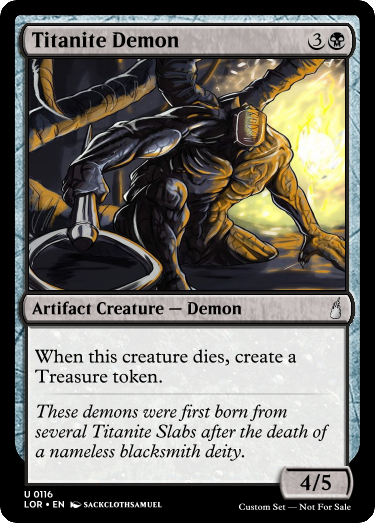 Titanite Demon 3
Artifact Creature — Demon
When this creature dies, create a
Treasure token.
These demons were first born from
several Titanite Slabs after the death of
a nameless blacksmith deity.
4/5
U 0116
LOR • EN SACKCLOTHSAMUEL
Custom Set — Not For Sale